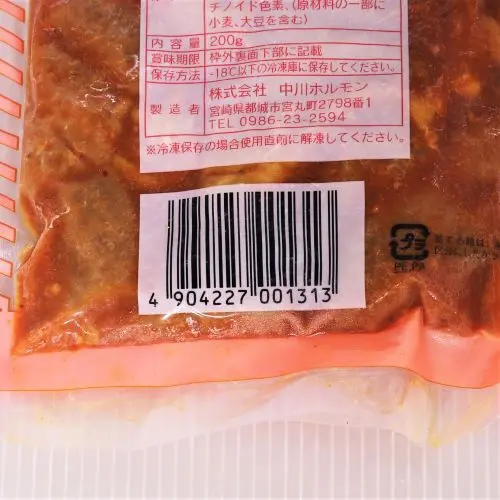 チノイド色素、(原材料の一部に
小麦、大豆を含む)
内容量 200g
賞味期限 枠外裏面下部に記載
保存方法 -18℃以下の冷凍庫に保存してください。
製造者 株式会社 中川ホルモン
宮崎県都城市宮丸町2798番1
TEL 0986-23-2594
※冷凍保存の場合使用直前に解凍してください。
プラ
PE,PA
4 904227 001313